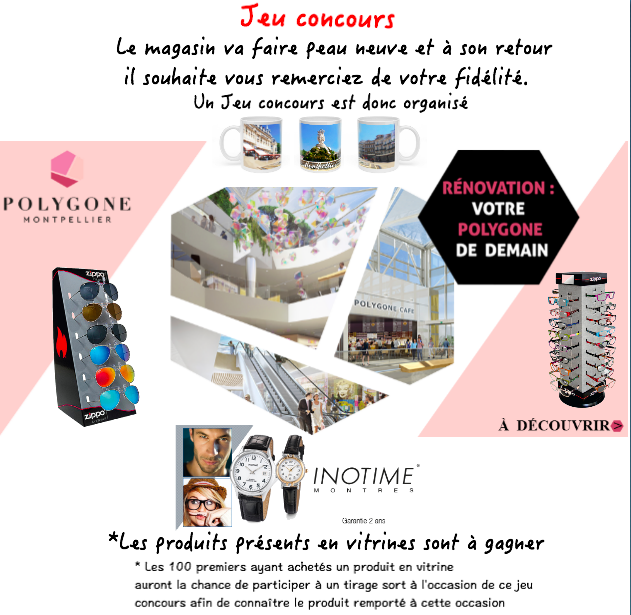 Jeu concours
Le magasin va faire peau neuve et à son retour
il souhaite vous remerciez de votre fidélité.
Un Jeu concours est donc organisé
Montpellier
POLYGONE
MONTPELLIER
RÉNOVATION :
VOTRE
POLYGONE
DE DEMAIN
POLYGONE CAFE
zippo
zippo
zippo
À DÉCOUVRIR
INOTIME
MONTRES
Garantie 2 ans
*Les produits présents en vitrines sont à gagner
* Les 100 premiers ayant achetés un produit en vitrine
auront la chance de participer à un tirage sort à l'occasion de ce jeu
concours afin de connaître le produit remporté à cette occasion